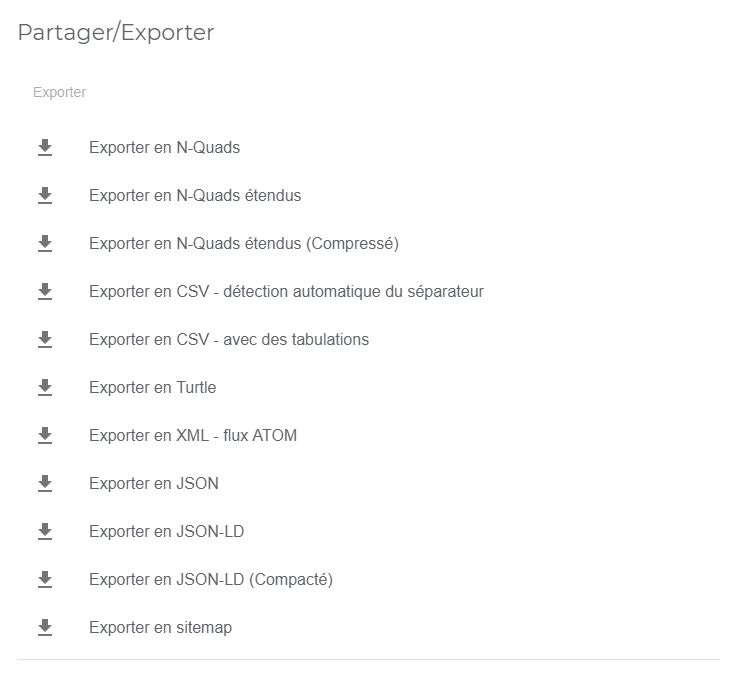 Partager/Exporter
Exporter
Exporter en N-Quads
Exporter en N-Quads étendus
Exporter en N-Quads étendus (Compressé)
Exporter en CSV - détection automatique du séparateur
Exporter en CSV - avec des tabulations
Exporter en Turtle
Exporter en XML - flux ATOM
Exporter en JSON
Exporter en JSON-LD
Exporter en JSON-LD (Compacté)
Exporter en sitemap